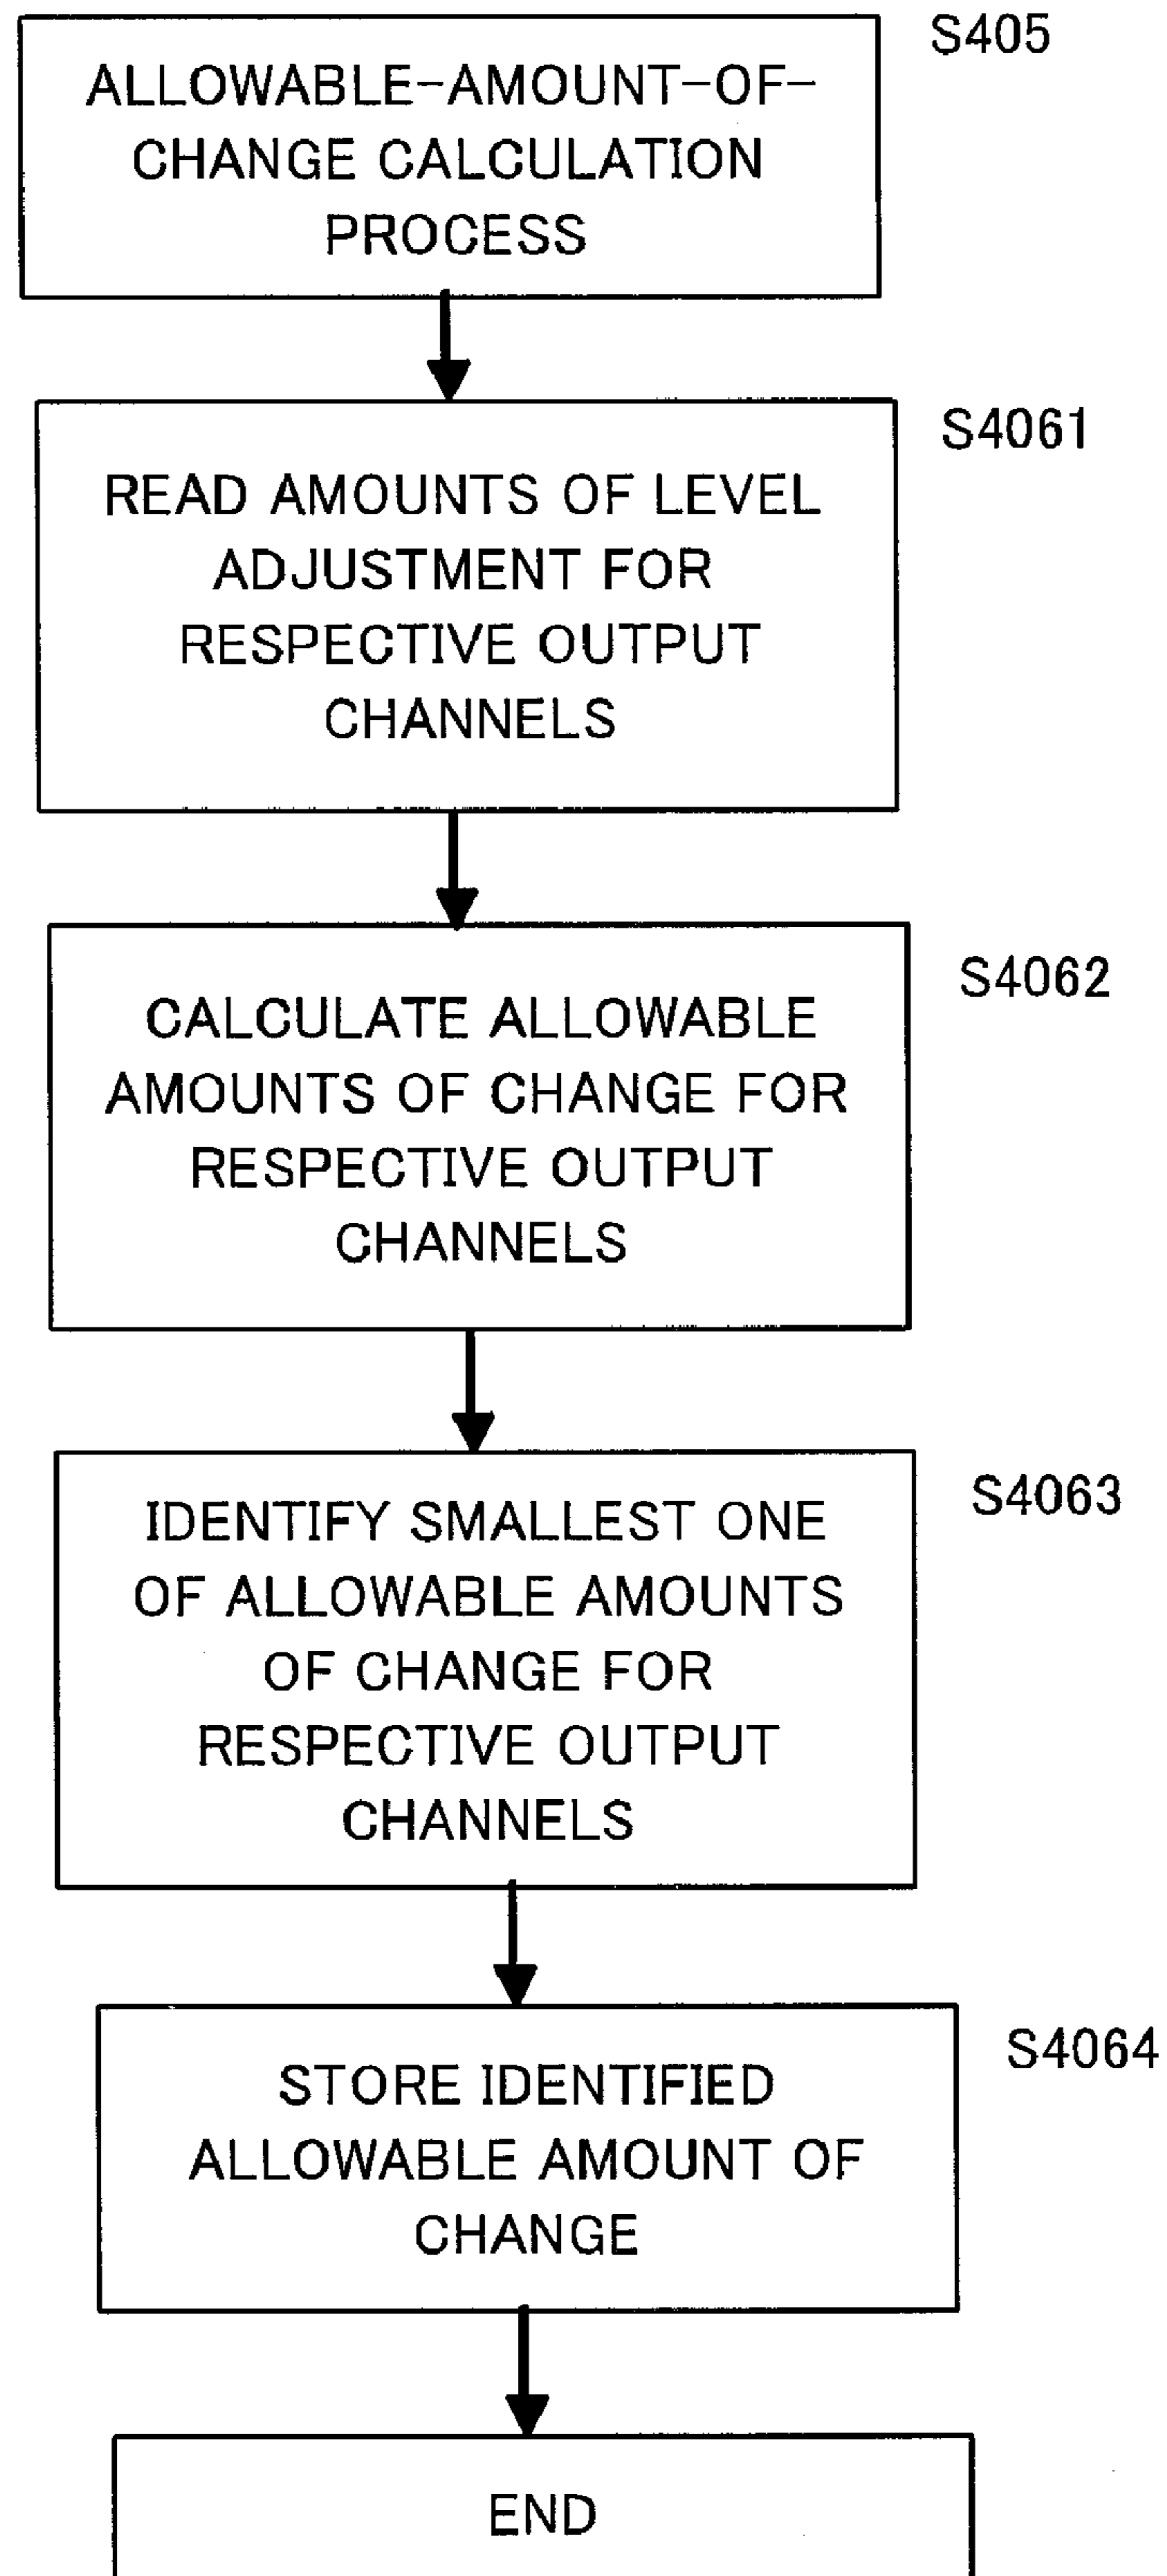 S405
ALLOWABLE-AMOUNT-OF-
CHANGE CALCULATION
PROCESS
S4061
READ AMOUNTS OF LEVEL
ADJUSTMENT FOR
RESPECTIVE OUTPUT
CHANNELS
S4062
CALCULATE ALLOWABLE
AMOUNTS OF CHANGE FOR
RESPECTIVE OUTPUT
CHANNELS
S4063
IDENTIFY SMALLEST ONE
OF ALLOWABLE AMOUNTS
OF CHANGE FOR
RESPECTIVE OUTPUT
CHANNELS
S4064
STORE IDENTIFIED
ALLOWABLE AMOUNT OF
CHANGE
END